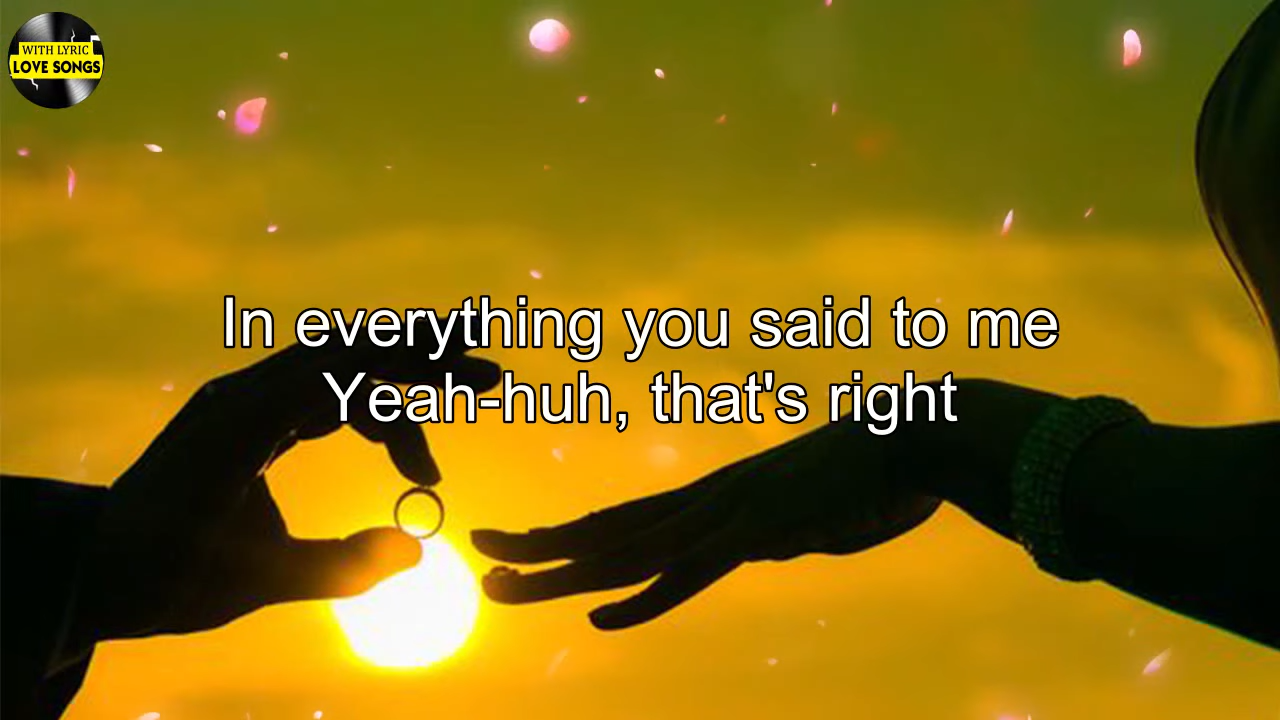 WITH LYRIC
LOVE SONGS
In everything you said to me
Yeah-huh, that's right